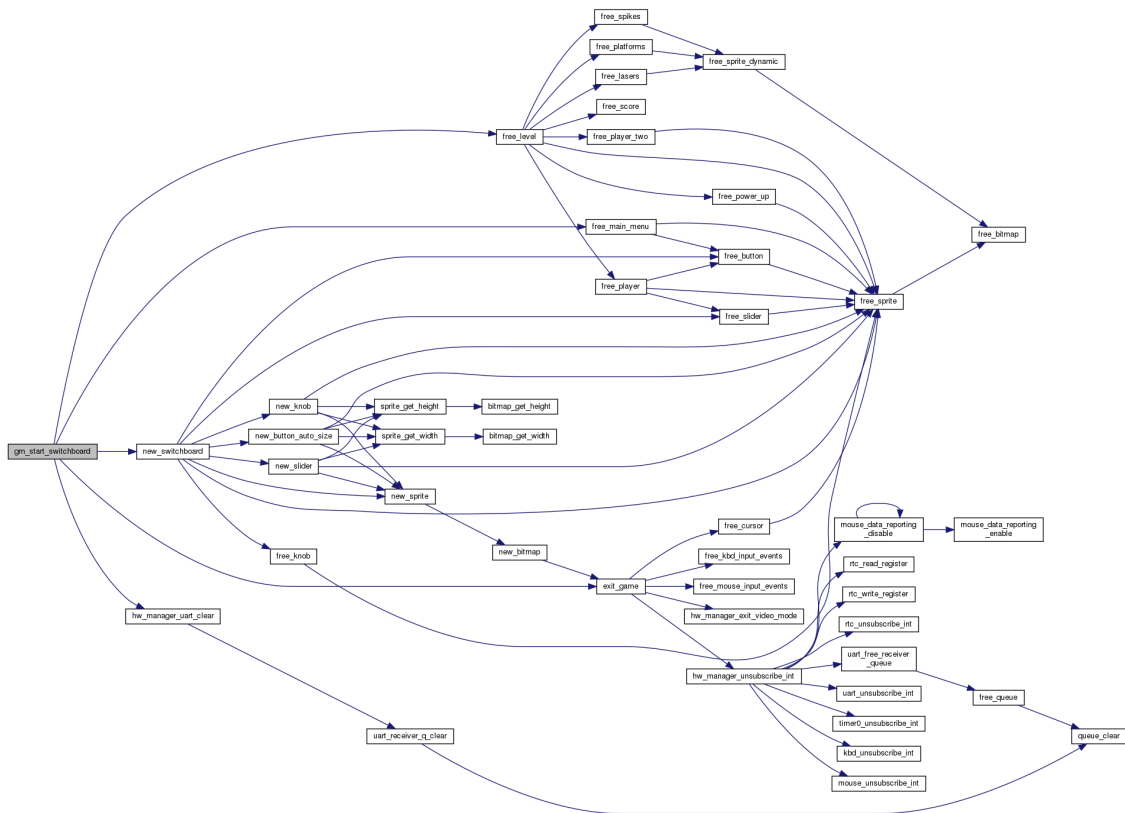 free_spikes
free_platforms
free_sprite_dynamic
free_lasers
free_score
free_level
free_player_two
free_power_up
free_main_menu
free_bitmap
free_button
free_player
free_sprite
free_slider
new_knob
sprite_get_height
bitmap_get_height
new_button_auto_size
sprite_get_width
bitmap_get_width
gm_start_switchboard
new_switchboard
new_slider
new_sprite
free_cursor
mouse_data_reporting
_disable
mouse_data_reporting
_enable
new_bitmap
free_knob
free_kbd_input_events
rtc_read_register
exit_game
free_mouse_input_events
rtc_write_register
hw_manager_uart_clear
hw_manager_exit_video_mode
rtc_unsubscribe_int
uart_free_receiver
_queue
hw_manager_unsubscribe_int
uart_unsubscribe_int
free_queue
timer0_unsubscribe_int
uart_receiver_q_clear
queue_clear
kbd_unsubscribe_int
mouse_unsubscribe_int